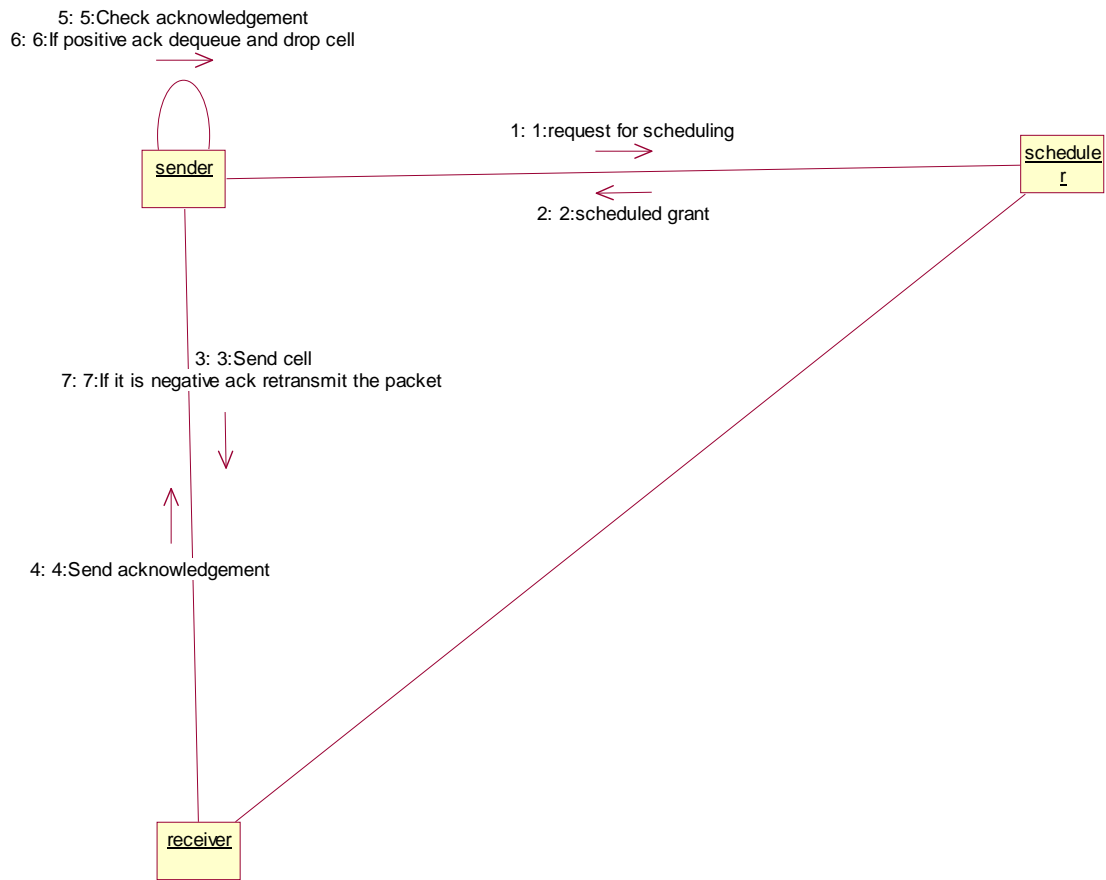 5: 5:Check acknowledgement
6: 6:If positive ack dequeue and drop cell
1: 1:request for scheduling
sender
schedule
r
2: 2:scheduled grant
3: 3:Send cell
7: 7:If it is negative ack retransmit the packet
4: 4:Send acknowledgement
receiver